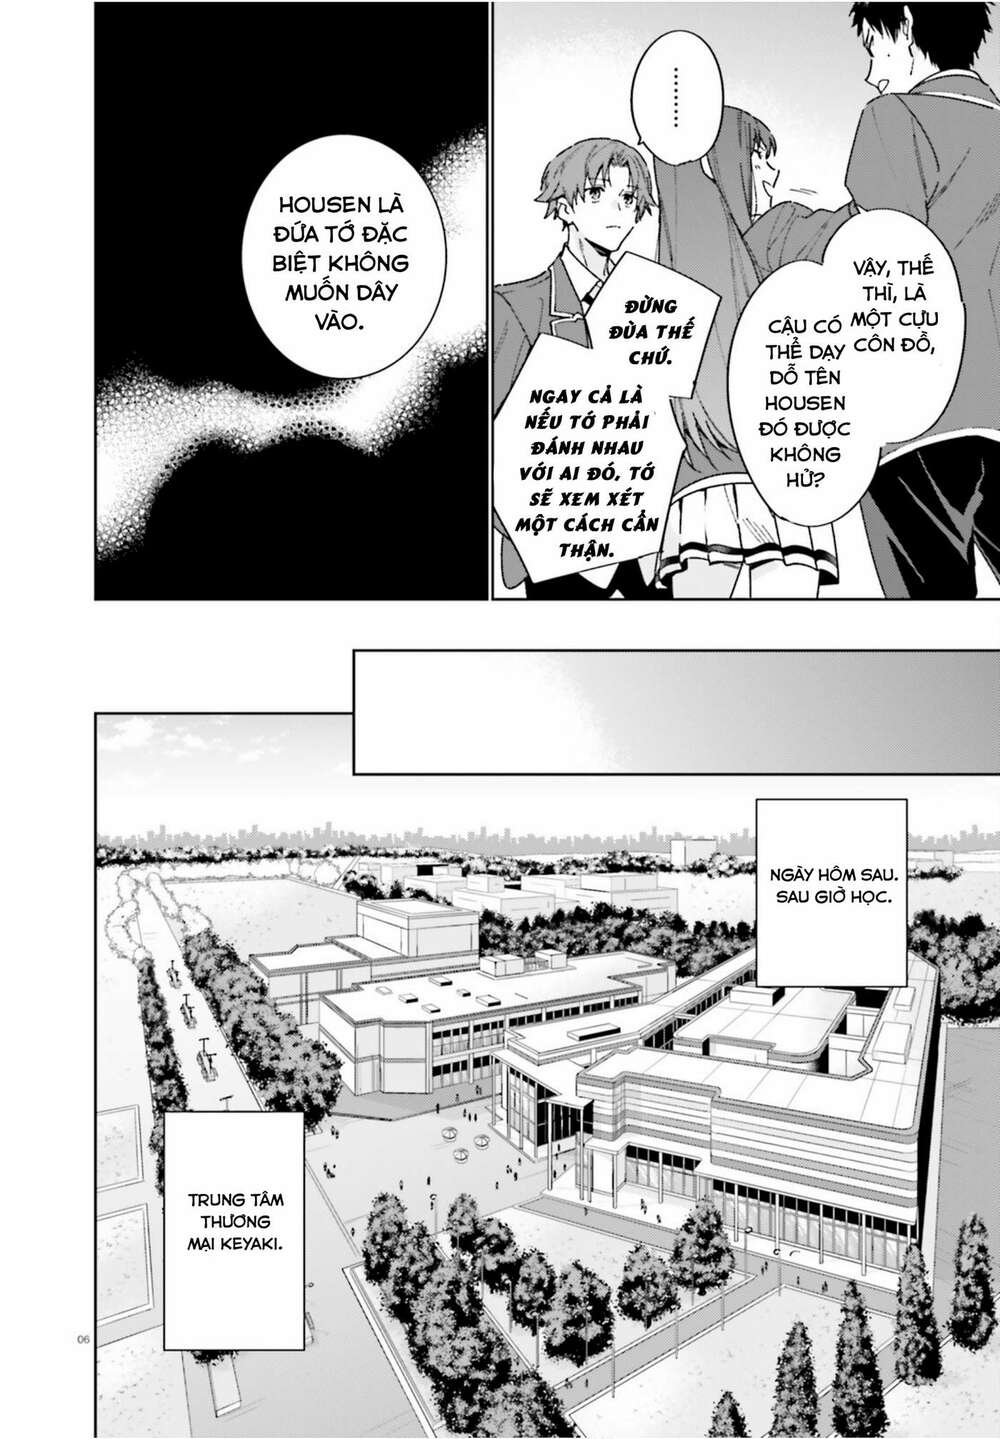 ………
VẬY, THẾ
THÌ, LÀ
MỘT CỰU
CÔN ĐỒ,
CẬU CÓ
THỂ DẠY
DỖ TÊN
HOUSEN
ĐÓ ĐƯỢC
KHÔNG
HỬ?
ĐỪNG
ĐÙA THẾ
CHỨ.
NGAY CẢ LÀ
NẾU TỚ PHẢI
ĐÁNH NHAU
VỚI AI ĐÓ, TỚ
SẼ XEM XÉT
MỘT CÁCH CẨN
THẬN.
HOUSEN LÀ
ĐỨA TỚ ĐẶC
BIỆT KHÔNG
MUỐN DÂY
VÀO.
NGÀY HÔM SAU.
SAU GIỜ HỌC.
TRUNG TÂM
THƯƠNG
MẠI KEYAKI.
06